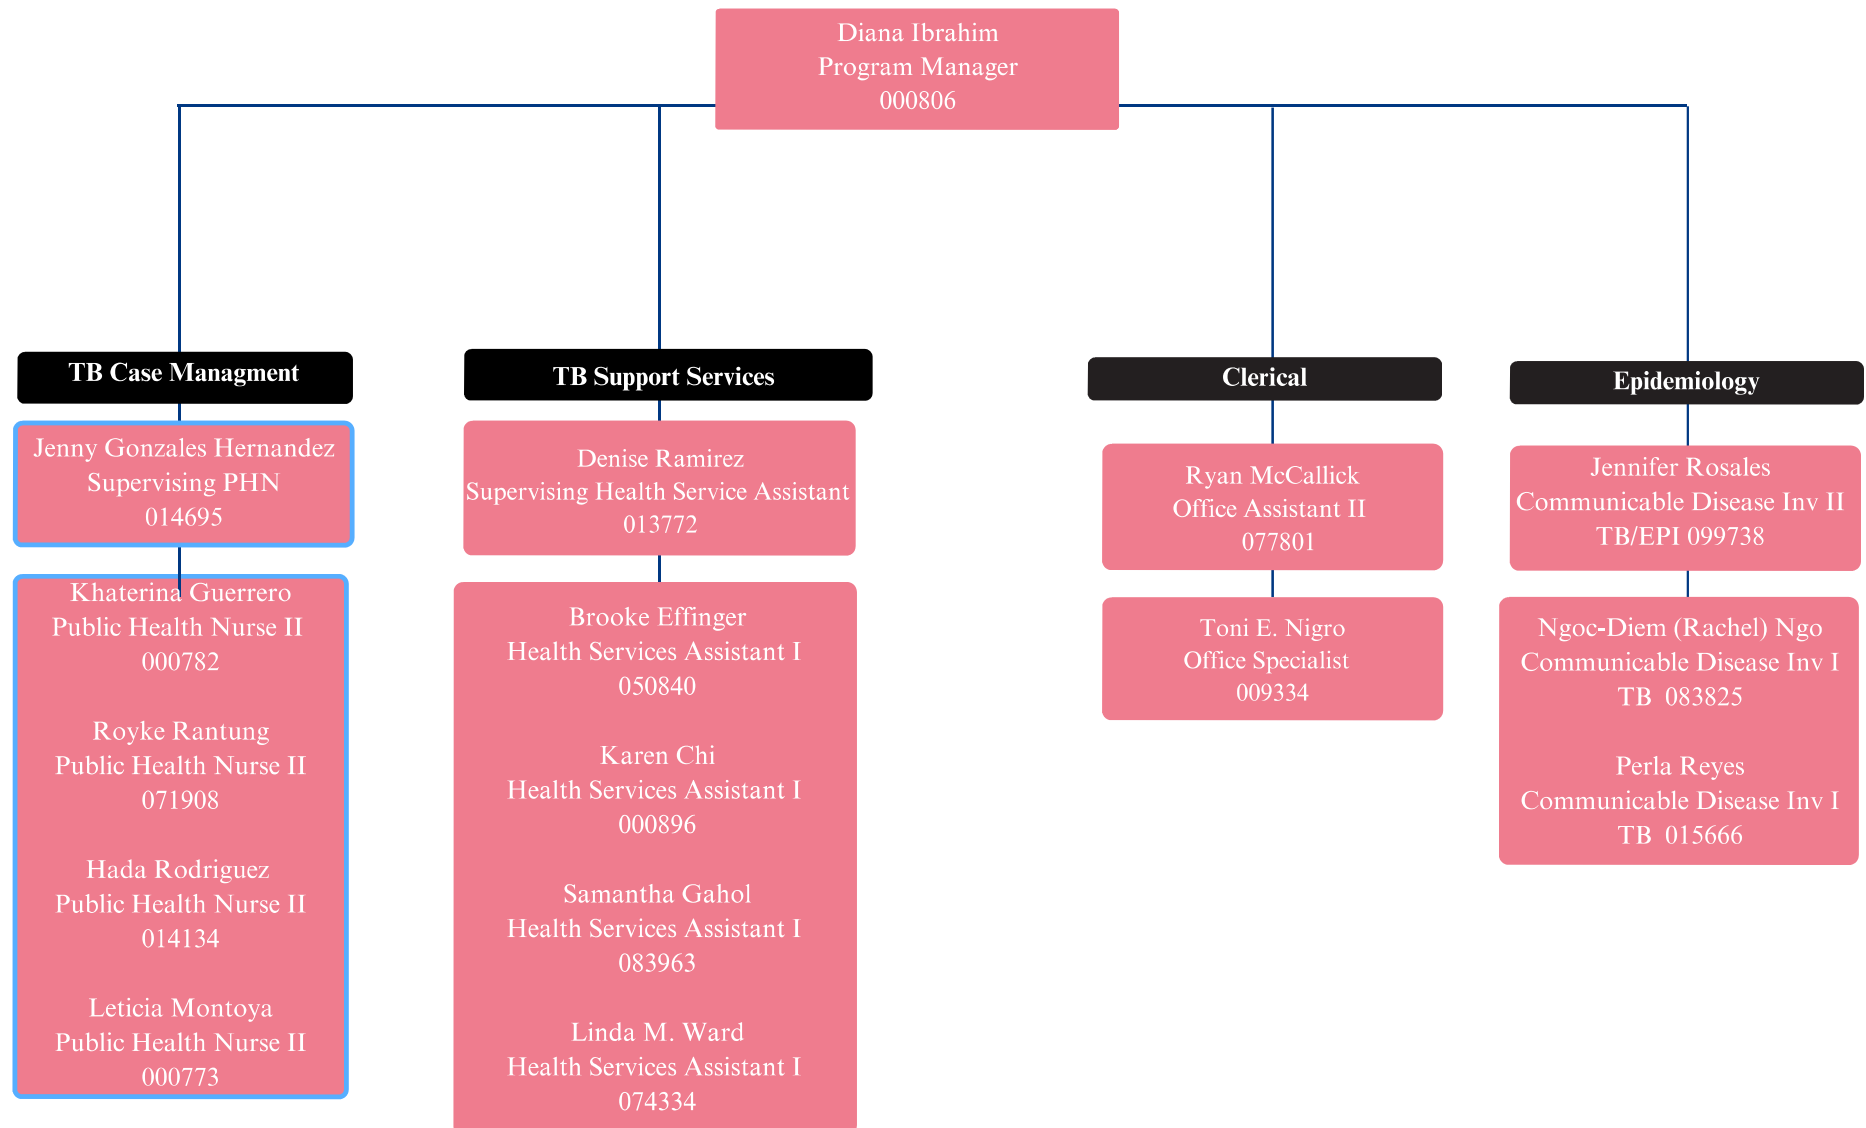 Diana Ibrahim
Program Manager
000806
TB Case Managment
Jenny Gonzales Hernandez
Supervising PHN
014695
Khaterina Guerrero
Public Health Nurse II
000782
Royke Rantung
Public Health Nurse II
071908
Hada Rodriguez
Public Health Nurse II
014134
Leticia Montoya
Public Health Nurse II
000773
TB Support Services
Denise Ramirez
Supervising Health Service Assistant
013772
Brooke Effinger
Health Services Assistant I
050840
Karen Chi
Health Services Assistant I
000896
Samantha Gahol
Health Services Assistant I
083963
Linda M. Ward
Health Services Assistant I
074334
Clerical
Ryan McCallick
Office Assistant II
077801
Toni E. Nigro
Office Specialist
009334
Epidemiology
Jennifer Rosales
Communicable Disease Inv II
TB/EPI 099738
Ngoc-Diem (Rachel) Ngo
Communicable Disease Inv I
TB  083825
Perla Reyes
Communicable Disease Inv I
TB  015666